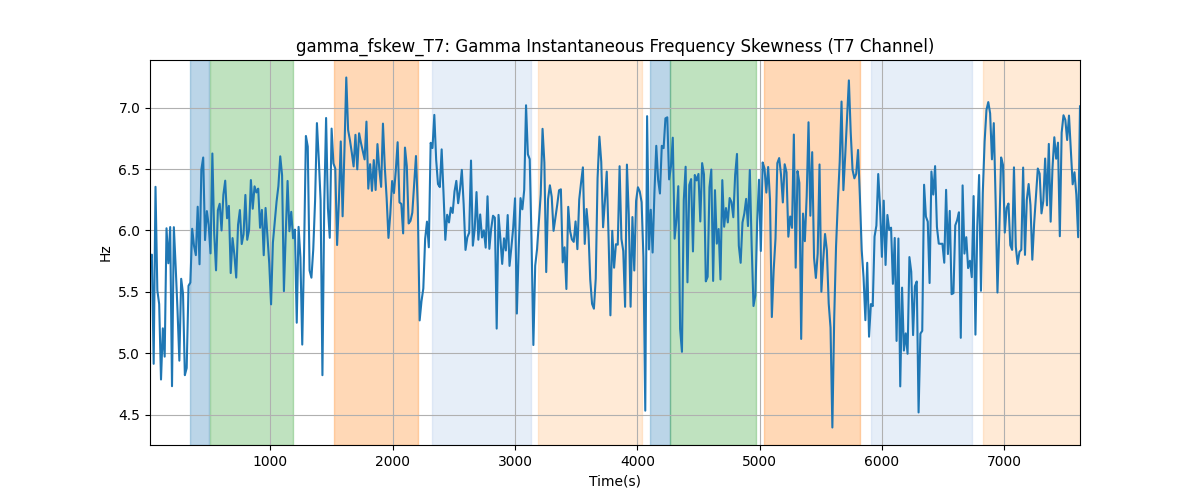 gamma_fskew_T7: Gamma Instantaneous Frequency Skewness (T7 Channel)
7.0
6.5
6.0
5.5
5.0
4.5
Hz
1000 2000 3000 4000 5000 6000 7000
Time(s)